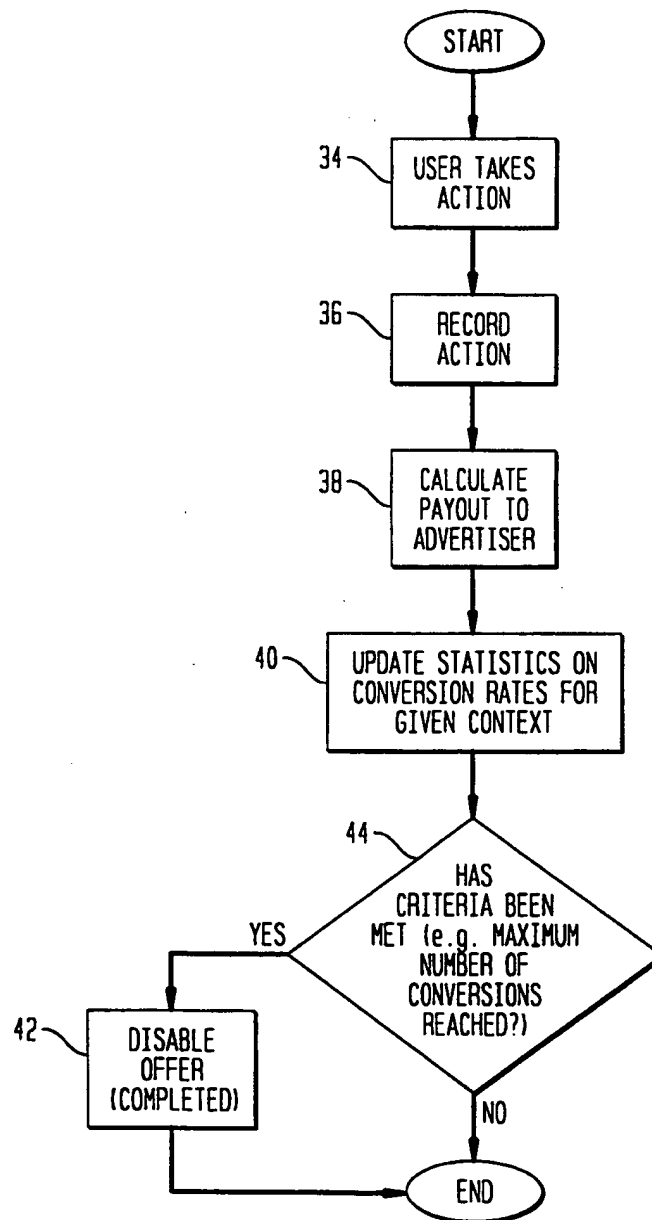 START
34
USER TAKES
ACTION
36
RECORD
ACTION
38
CALCULATE
PAYOUT TO
ADVERTISER
40
UPDATE STATISTICS ON
CONVERSION RATES FOR
GIVEN CONTEXT
44
HAS
CRITERIA BEEN
MET (e.g. MAXIMUM
NUMBER OF
CONVERSIONS
REACHED?)
YES
42
DISABLE
OFFER
(COMPLETED)
NO
END